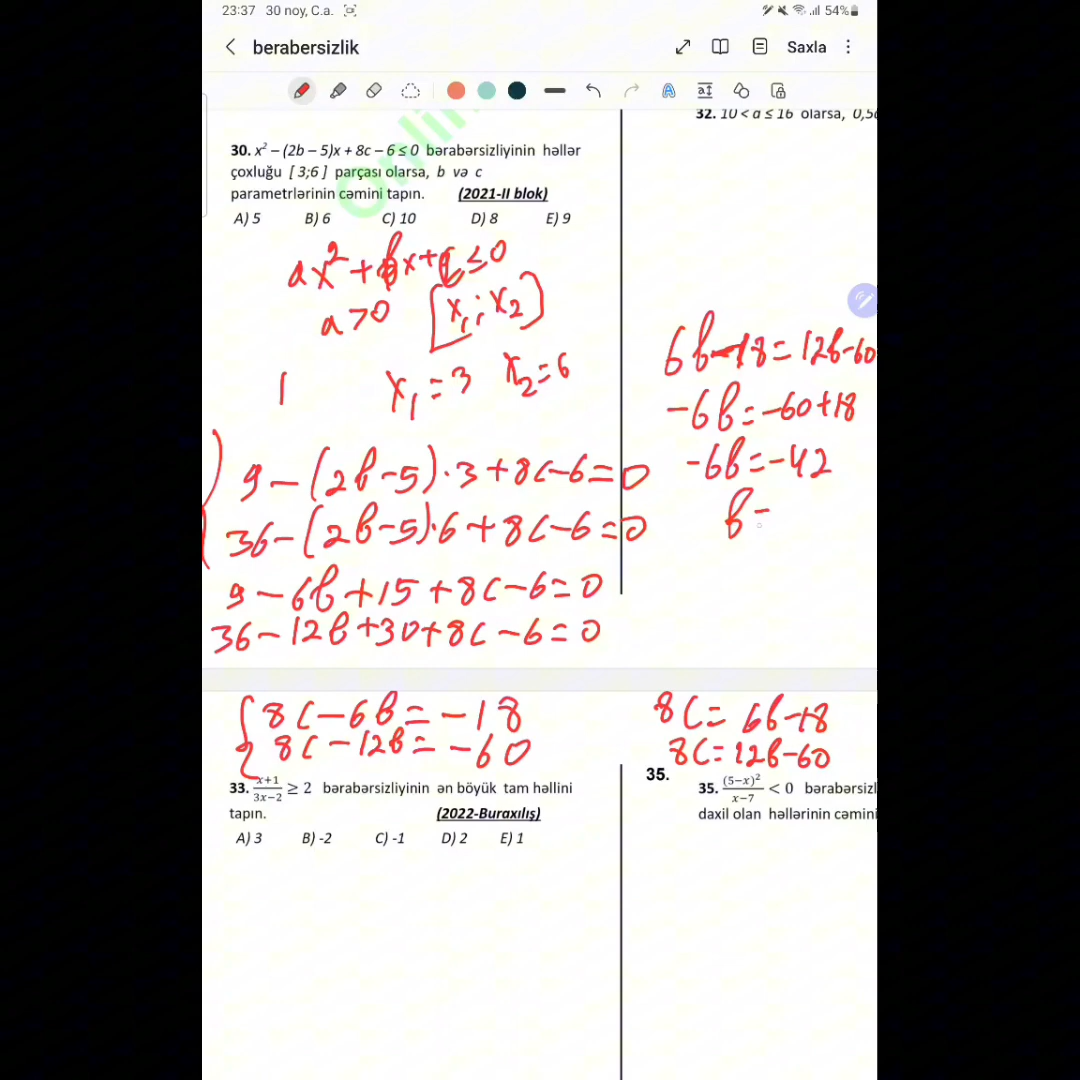 23:37 30 noy, C.a. 54%
berabersizlik
Saxla
32. 10 < a ≤ 16 olarsa,
30. x² − (2b − 5)x + 8c − 6 ≤ 0 bərabərsizliyinin həllər
çoxluğu [ 3;6 ] parçası olarsa, b və c
parametrlərinin cəmini tapın. (2021-II blok)
A) 5 B) 6 C) 10 D) 8 E) 9
ax²+bx+c≤0
a>0 [x₁; x₂]
1 x₁=3 x₂=6
9−(2b−5)·3+8c−6=0
36−(2b−5)·6+8c−6=0
9−6b+15+8c−6=0
36−12b+30+8c−6=0
8c−6b=−18
8c−12b=−60
6b−18=12b−60
−6b=−60+18
−6b=−42
b=
8c=6b−18
8c=12b−60
33. x+1/3x−2 ≥ 2 bərabərsizliyinin ən böyük tam həllini
tapın. (2022-Buraxılış)
A) 3 B) -2 C) -1 D) 2 E) 1
35.
35. (5−x)²/x−7 < 0 bərabərsizl
daxil olan həllərinin cəmini